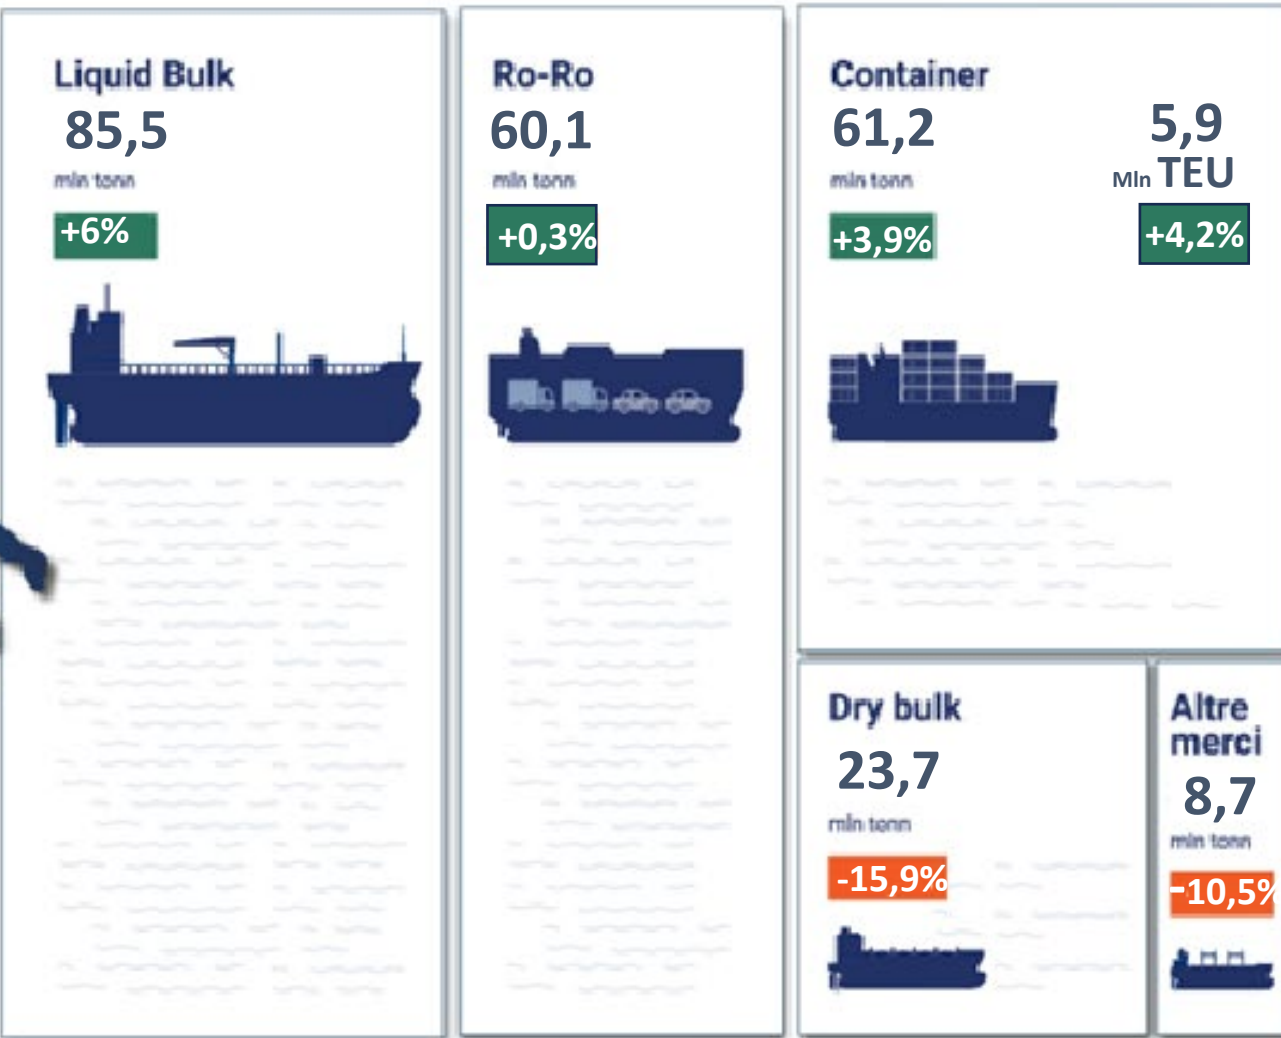 Liquid Bulk
85,5
mln tonn
+6%
Ro-Ro
60,1
mln tonn
+0,3%
Container
61,2
mln tonn
+3,9%
5,9
Mln TEU
+4,2%
Dry bulk
23,7
mln tonn
-15,9%
Altre
merci
8,7
mln tonn
-10,5%